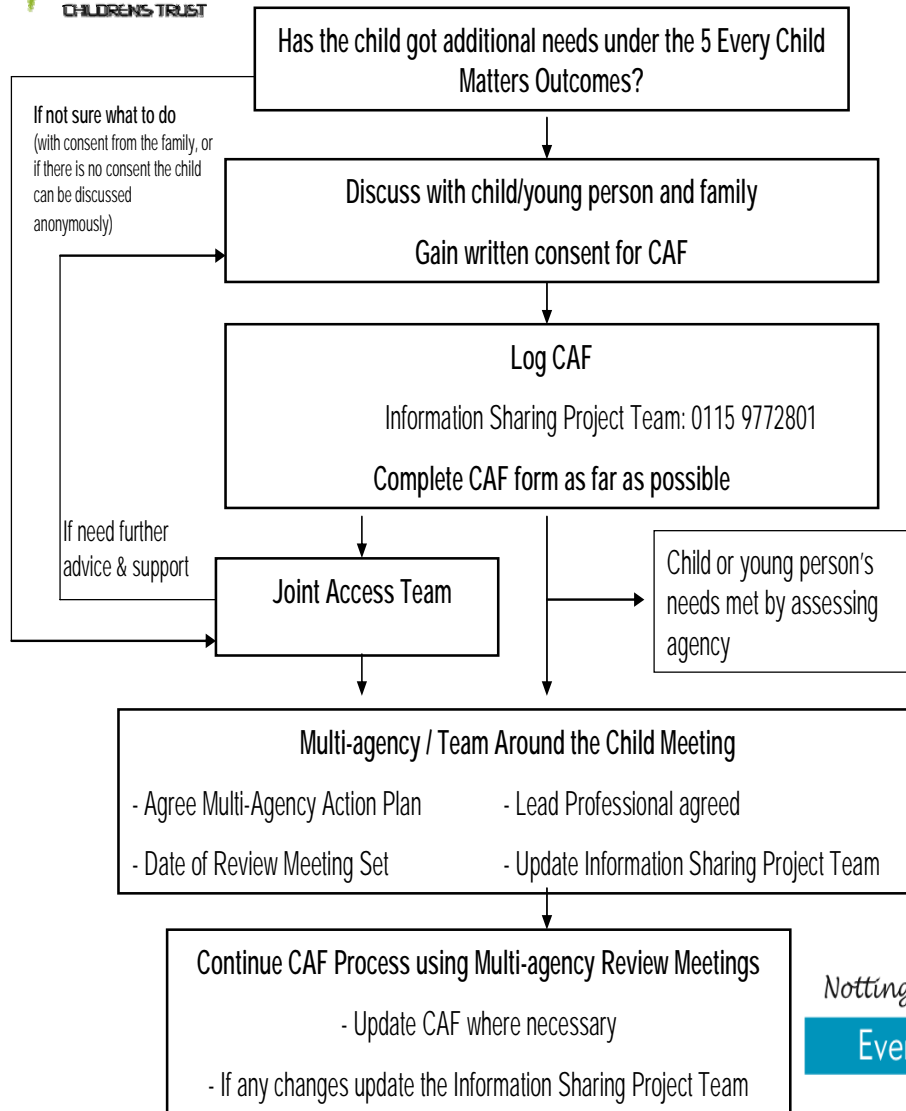 CHILDRENS TRUST
Has the child got additional needs under the 5 Every Child
Matters Outcomes?
If not sure what to do
(with consent from the family, or
if there is no consent the child
can be discussed
anonymously)
Discuss with child/young person and family
Gain written consent for CAF
Log CAF
Information Sharing Project Team: 0115 9772801
Complete CAF form as far as possible
If need further
advice & support
Joint Access Team
Child or young person's
needs met by assessing
agency
Multi-agency / Team Around the Child Meeting
- Agree Multi-Agency Action Plan - Lead Professional agreed
- Date of Review Meeting Set - Update Information Sharing Project Team
Continue CAF Process using Multi-agency Review Meetings
- Update CAF where necessary
- If any changes update the Information Sharing Project Team
Notting
Ever